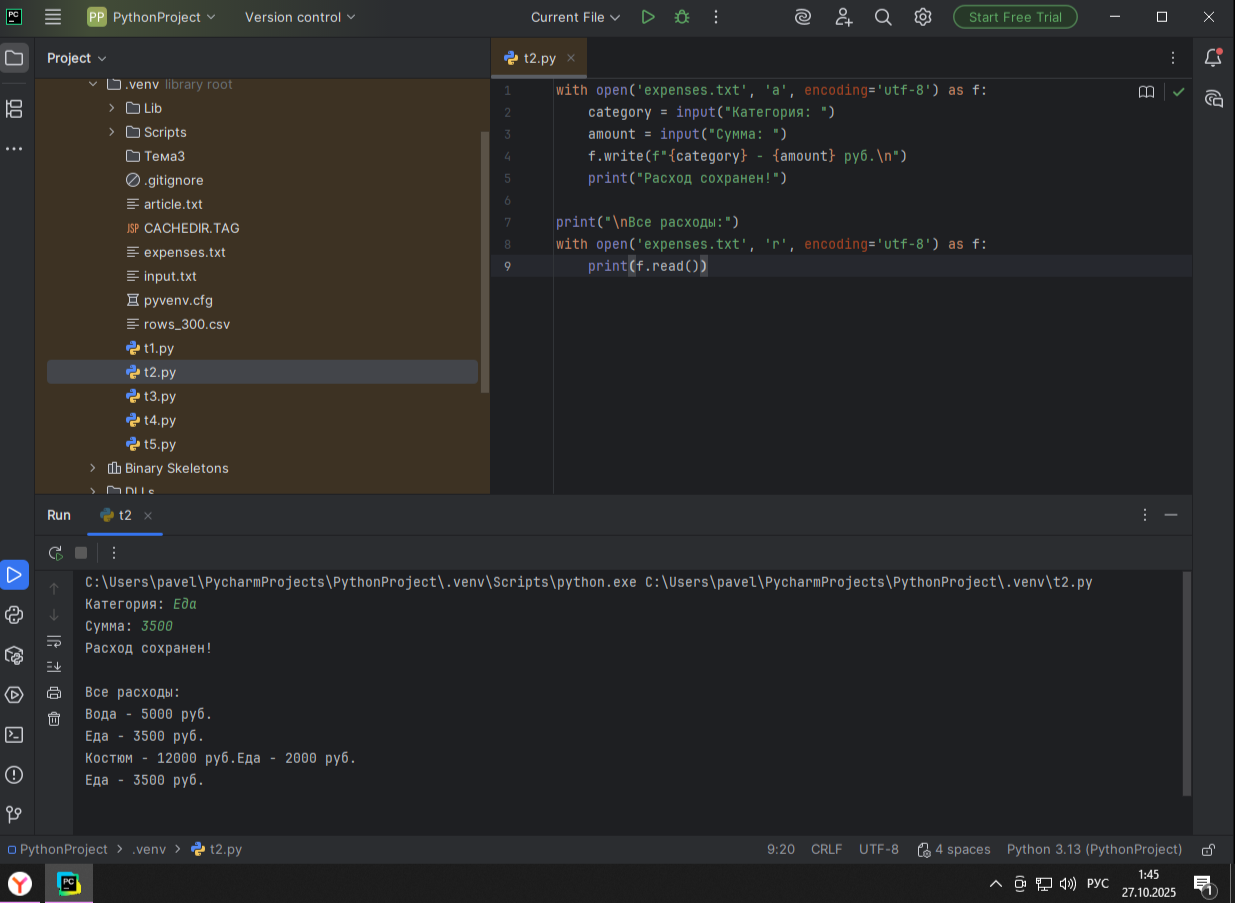 PC
PP PythonProject
Version control
Current File
Start Free Trial
Project
t2.py
.venv library root
Lib
Scripts
Тема3
.gitignore
article.txt
JSP CACHEDIR.TAG
expenses.txt
input.txt
pyvenv.cfg
rows_300.csv
t1.py
t2.py
t3.py
t4.py
t5.py
Binary Skeletons
DLLs
1 with open('expenses.txt', 'a', encoding='utf-8') as f:
2 category = input("Категория: ")
3 amount = input("Сумма: ")
4 f.write(f"{category} - {amount} руб.\n")
5 print("Расход сохранен!")
6
7 print("\nВсе расходы:")
8 with open('expenses.txt', 'r', encoding='utf-8') as f:
9 print(f.read())
Run
t2
C:\Users\pavel\PycharmProjects\PythonProject\.venv\Scripts\python.exe C:\Users\pavel\PycharmProjects\PythonProject\.venv\t2.py
Категория: Еда
Сумма: 3500
Расход сохранен!
Все расходы:
Вода - 5000 руб.
Еда - 3500 руб.
Костюм - 12000 руб.Еда - 2000 руб.
Еда - 3500 руб.
PythonProject > .venv > t2.py
9:20 CRLF UTF-8 4 spaces Python 3.13 (PythonProject)
Y
PC
РУС
1:45
27.10.2025
1